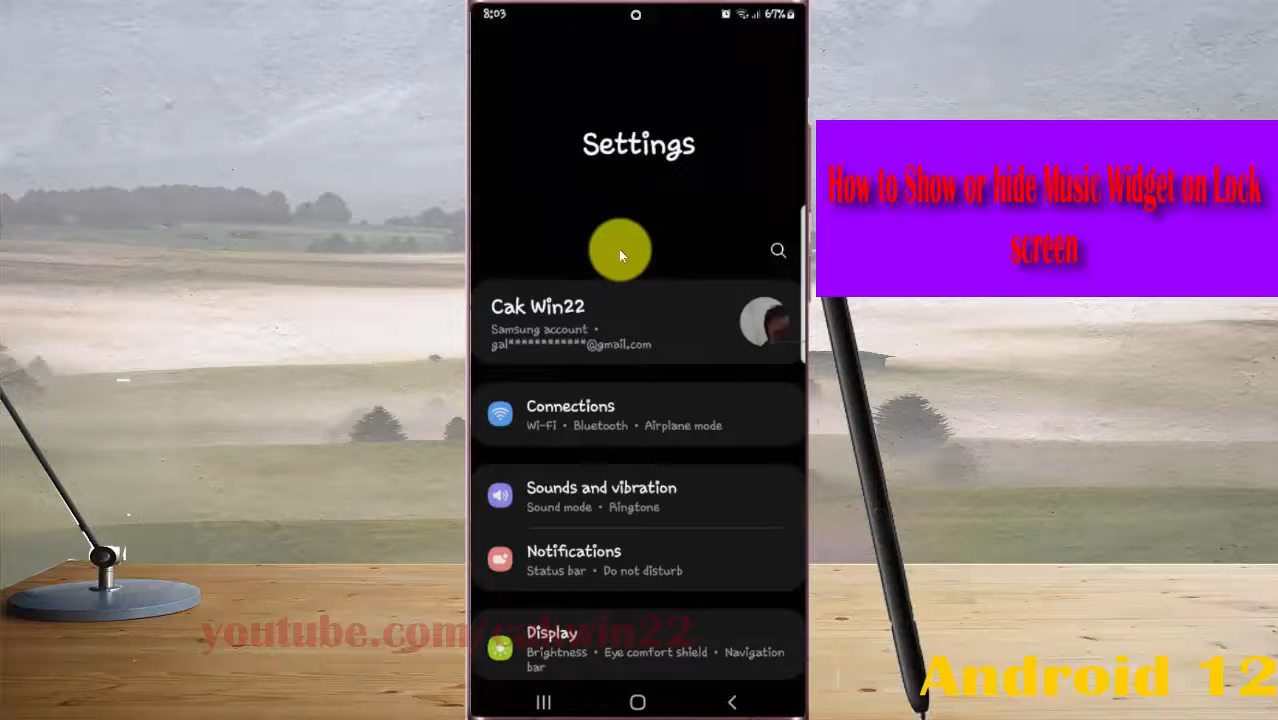 8:03
67%
Settings
How to Show or hide Music Widget on Lock
screen
Cak Win22
Samsung account •
gal************@gmail.com
Connections
Wi-Fi • Bluetooth • Airplane mode
Sounds and vibration
Sound mode • Ringtone
Notifications
Status bar • Do not disturb
Display
Brightness • Eye comfort shield • Navigation
bar
youtube.com/cakwin22
Android 12